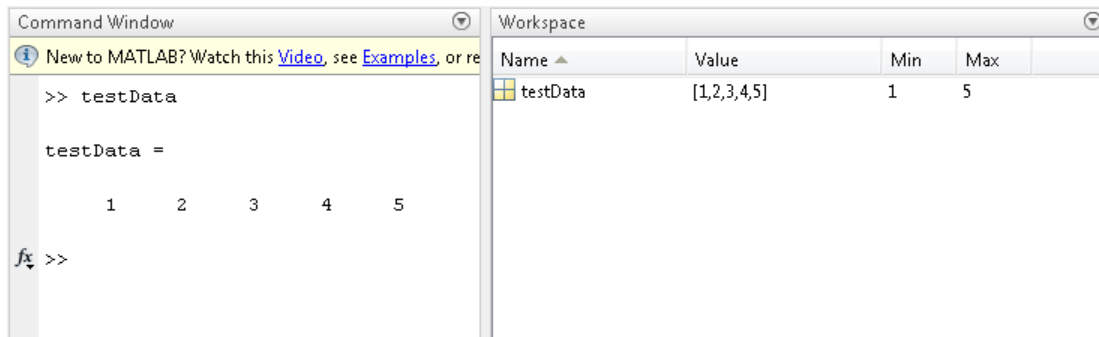 Command Window
New to MATLAB? Watch this Video, see Examples, or re
>> testData
testData =
1 2 3 4 5
fx >>
Workspace
Name Value Min Max
testData [1,2,3,4,5] 1 5